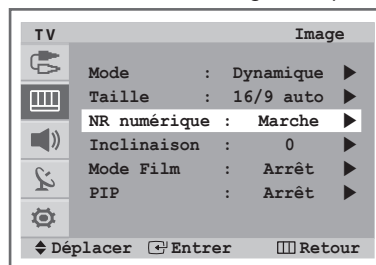 TV Image
Mode : Dynamique
Taille : 16/9 auto
NR numérique : Marche
Inclinaison : 0
Mode Film : Arrêt
PIP : Arrêt
Déplacer Entrer Retour